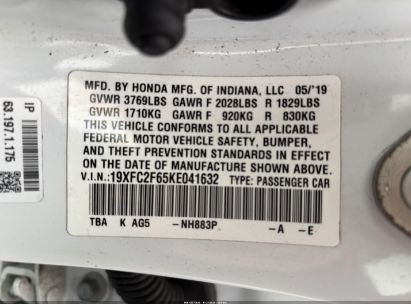 MFD. BY HONDA MFG. OF INDIANA, LLC 05/'19
GVWR 3769LBS GAWR F 2028LBS R 1829LBS
GVWR 1710KG GAWR F 920KG R 830KG
THIS VEHICLE CONFORMS TO ALL APPLICABLE
FEDERAL MOTOR VEHICLE SAFETY, BUMPER,
AND THEFT PREVENTION STANDARDS IN EFFECT
ON THE DATE OF MANUFACTURE SHOWN ABOVE.
V.I.N.:19XFC2F65KE041632 TYPE: PASSENGER CAR
TBA K AG5 -NH883P -A -E
IP
63.197.1.175